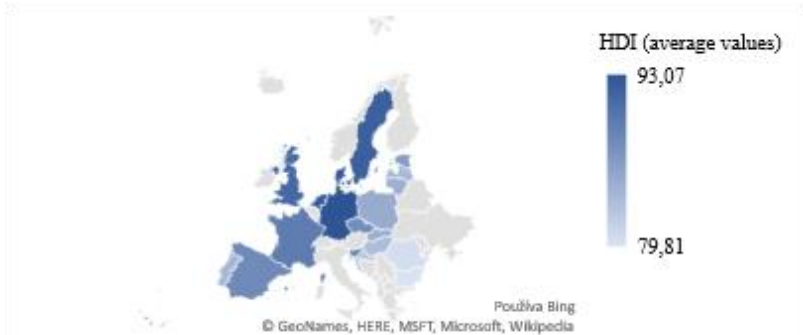 HDI (average values)
93,07
79,81
Používa Bing
© GeoNames, HERE, MSFT, Microsoft, Wikipedia